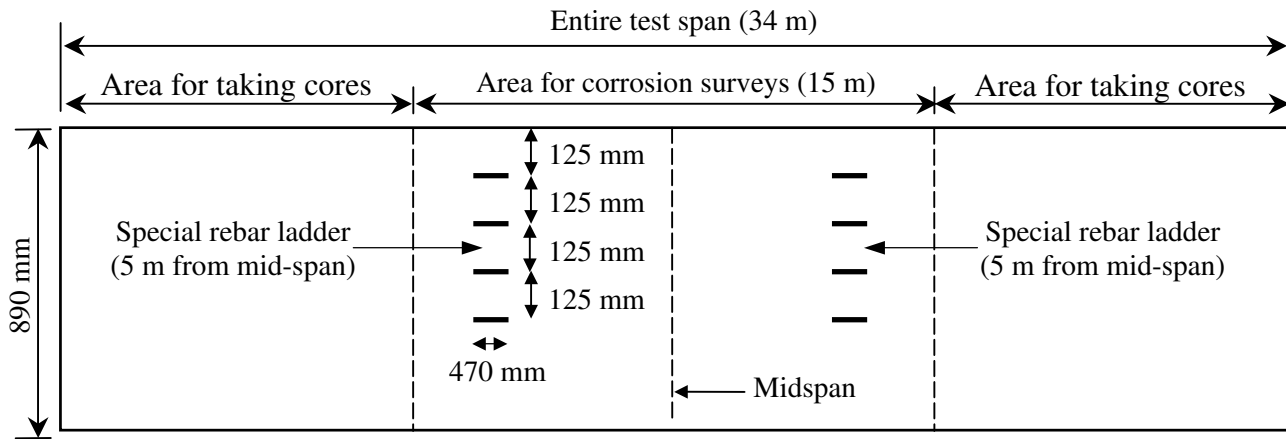 Entire test span (34 m)
Area for taking cores
Area for corrosion surveys (15 m)
Area for taking cores
125 mm
125 mm
125 mm
125 mm
Special rebar ladder
(5 m from mid-span)
Special rebar ladder
(5 m from mid-span)
890 mm
470 mm
Midspan